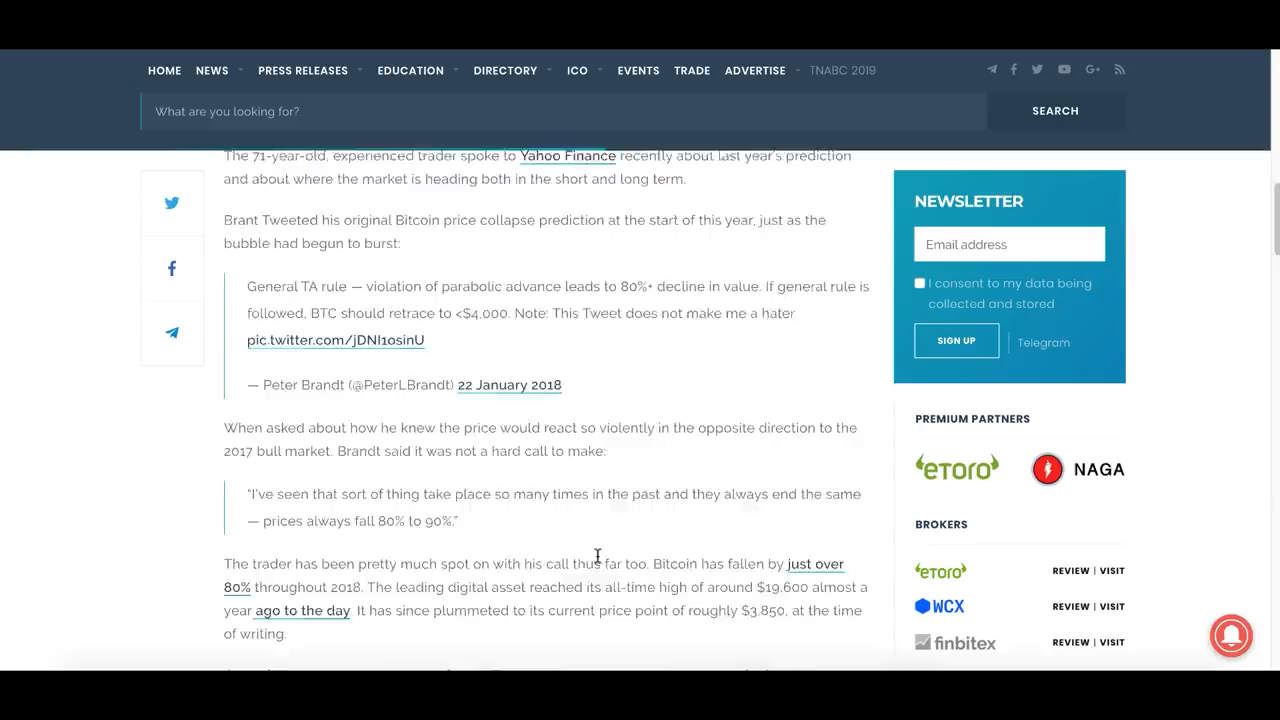 HOME NEWS PRESS RELEASES EDUCATION DIRECTORY ICO EVENTS TRADE ADVERTISE TNABC 2019
What are you looking for? SEARCH
The 71-year-old, experienced trader spoke to Yahoo Finance recently about last year's prediction
and about where the market is heading both in the short and long term.
Brant Tweeted his original Bitcoin price collapse prediction at the start of this year, just as the
bubble had begun to burst:
General TA rule — violation of parabolic advance leads to 80%+ decline in value. If general rule is
followed, BTC should retrace to <$4,000. Note: This Tweet does not make me a hater
pic.twitter.com/jDNI1osinU
— Peter Brandt (@PeterLBrandt) 22 January 2018
When asked about how he knew the price would react so violently in the opposite direction to the
2017 bull market. Brandt said it was not a hard call to make:
"I've seen that sort of thing take place so many times in the past and they always end the same
— prices always fall 80% to 90%."
The trader has been pretty much spot on with his call thus far too. Bitcoin has fallen by just over
80% throughout 2018. The leading digital asset reached its all-time high of around $19,600 almost a
year ago to the day. It has since plummeted to its current price point of roughly $3,850, at the time
of writing.
NEWSLETTER
Email address
I consent to my data being
collected and stored
SIGN UP Telegram
PREMIUM PARTNERS
eToro NAGA
BROKERS
eToro REVIEW | VISIT
WCX REVIEW | VISIT
finbitex REVIEW | VISIT